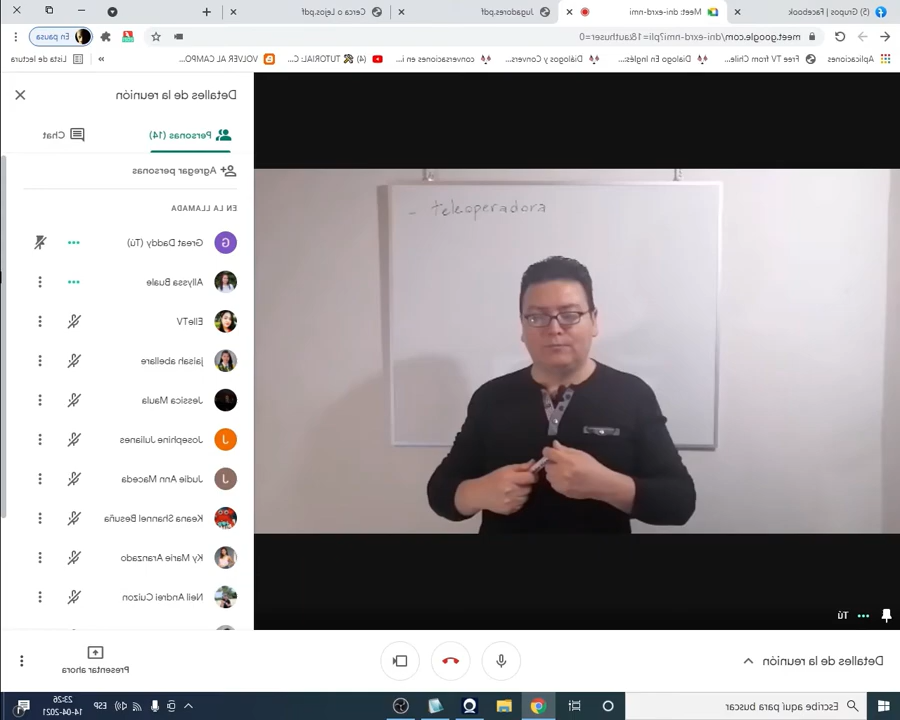 (5) Grupos | Facebook
Meet: dni-exrd-nmi
Jugadores.pdf
Cerca o Lejos.pdf
meet.google.com/dni-exrd-nmi?pli=1&authuser=0
En pausa
Aplicaciones
Free TV from Chile,...
Dialogo en Inglés-D...
Diálogos y Convers...
conversaciones en i...
TUTORIAL C...
VOLVER AL CAMPO
»
Lista de lectura
- teleoperadora
Detalles de la reunión
Personas (14)
Chat
Agregar personas
EN LA LLAMADA
G
Great Daddy (Tú)
Allyssa Buale
ElleTV
jaisah abellare
Jessica Maula
J
Josephine Julianes
J
Judie Ann Maceda
Keana Shannel Besuña
Ky Marie Aranzado
Neil Andrei Cuizon
Tú
Detalles de la reunión
Presentar ahora
Escribe aquí para buscar
ESP
23:26
14-04-2021
1